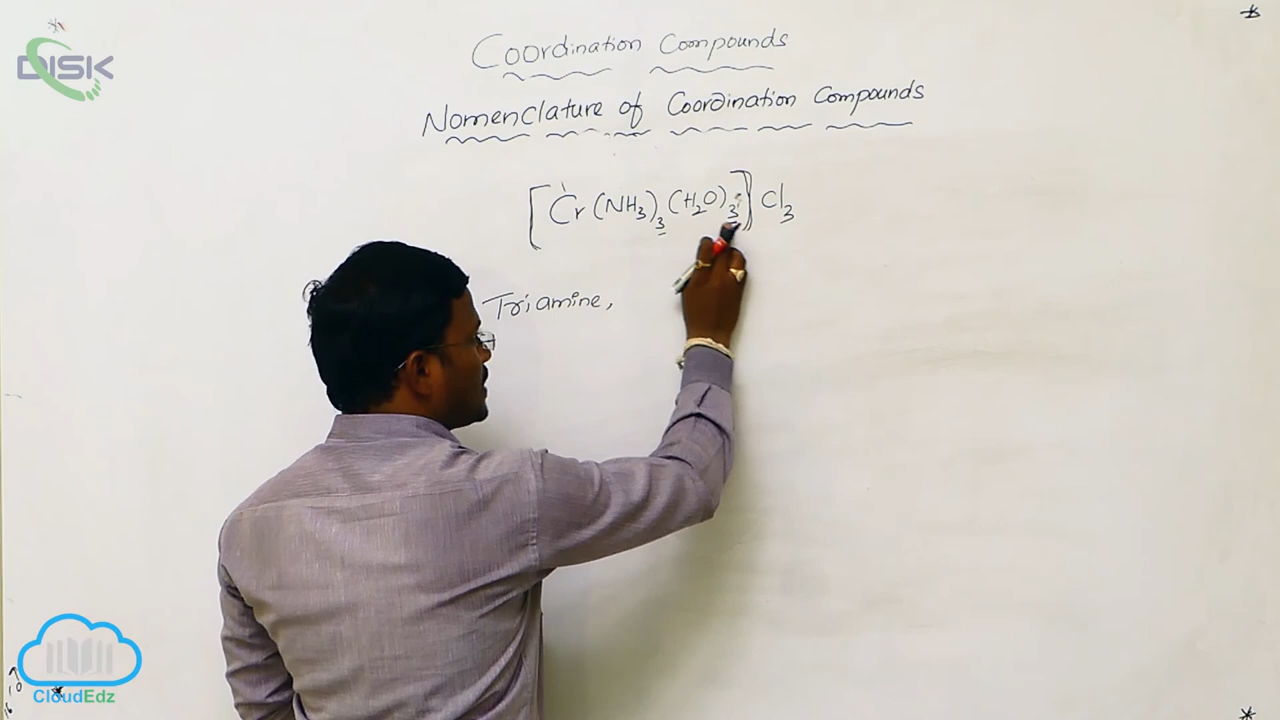 DISK
Coordination Compounds
Nomenclature of Coordination Compounds
[Cr(NH₃)₃(H₂O)₃]Cl₃
Triamine,
CloudEdz